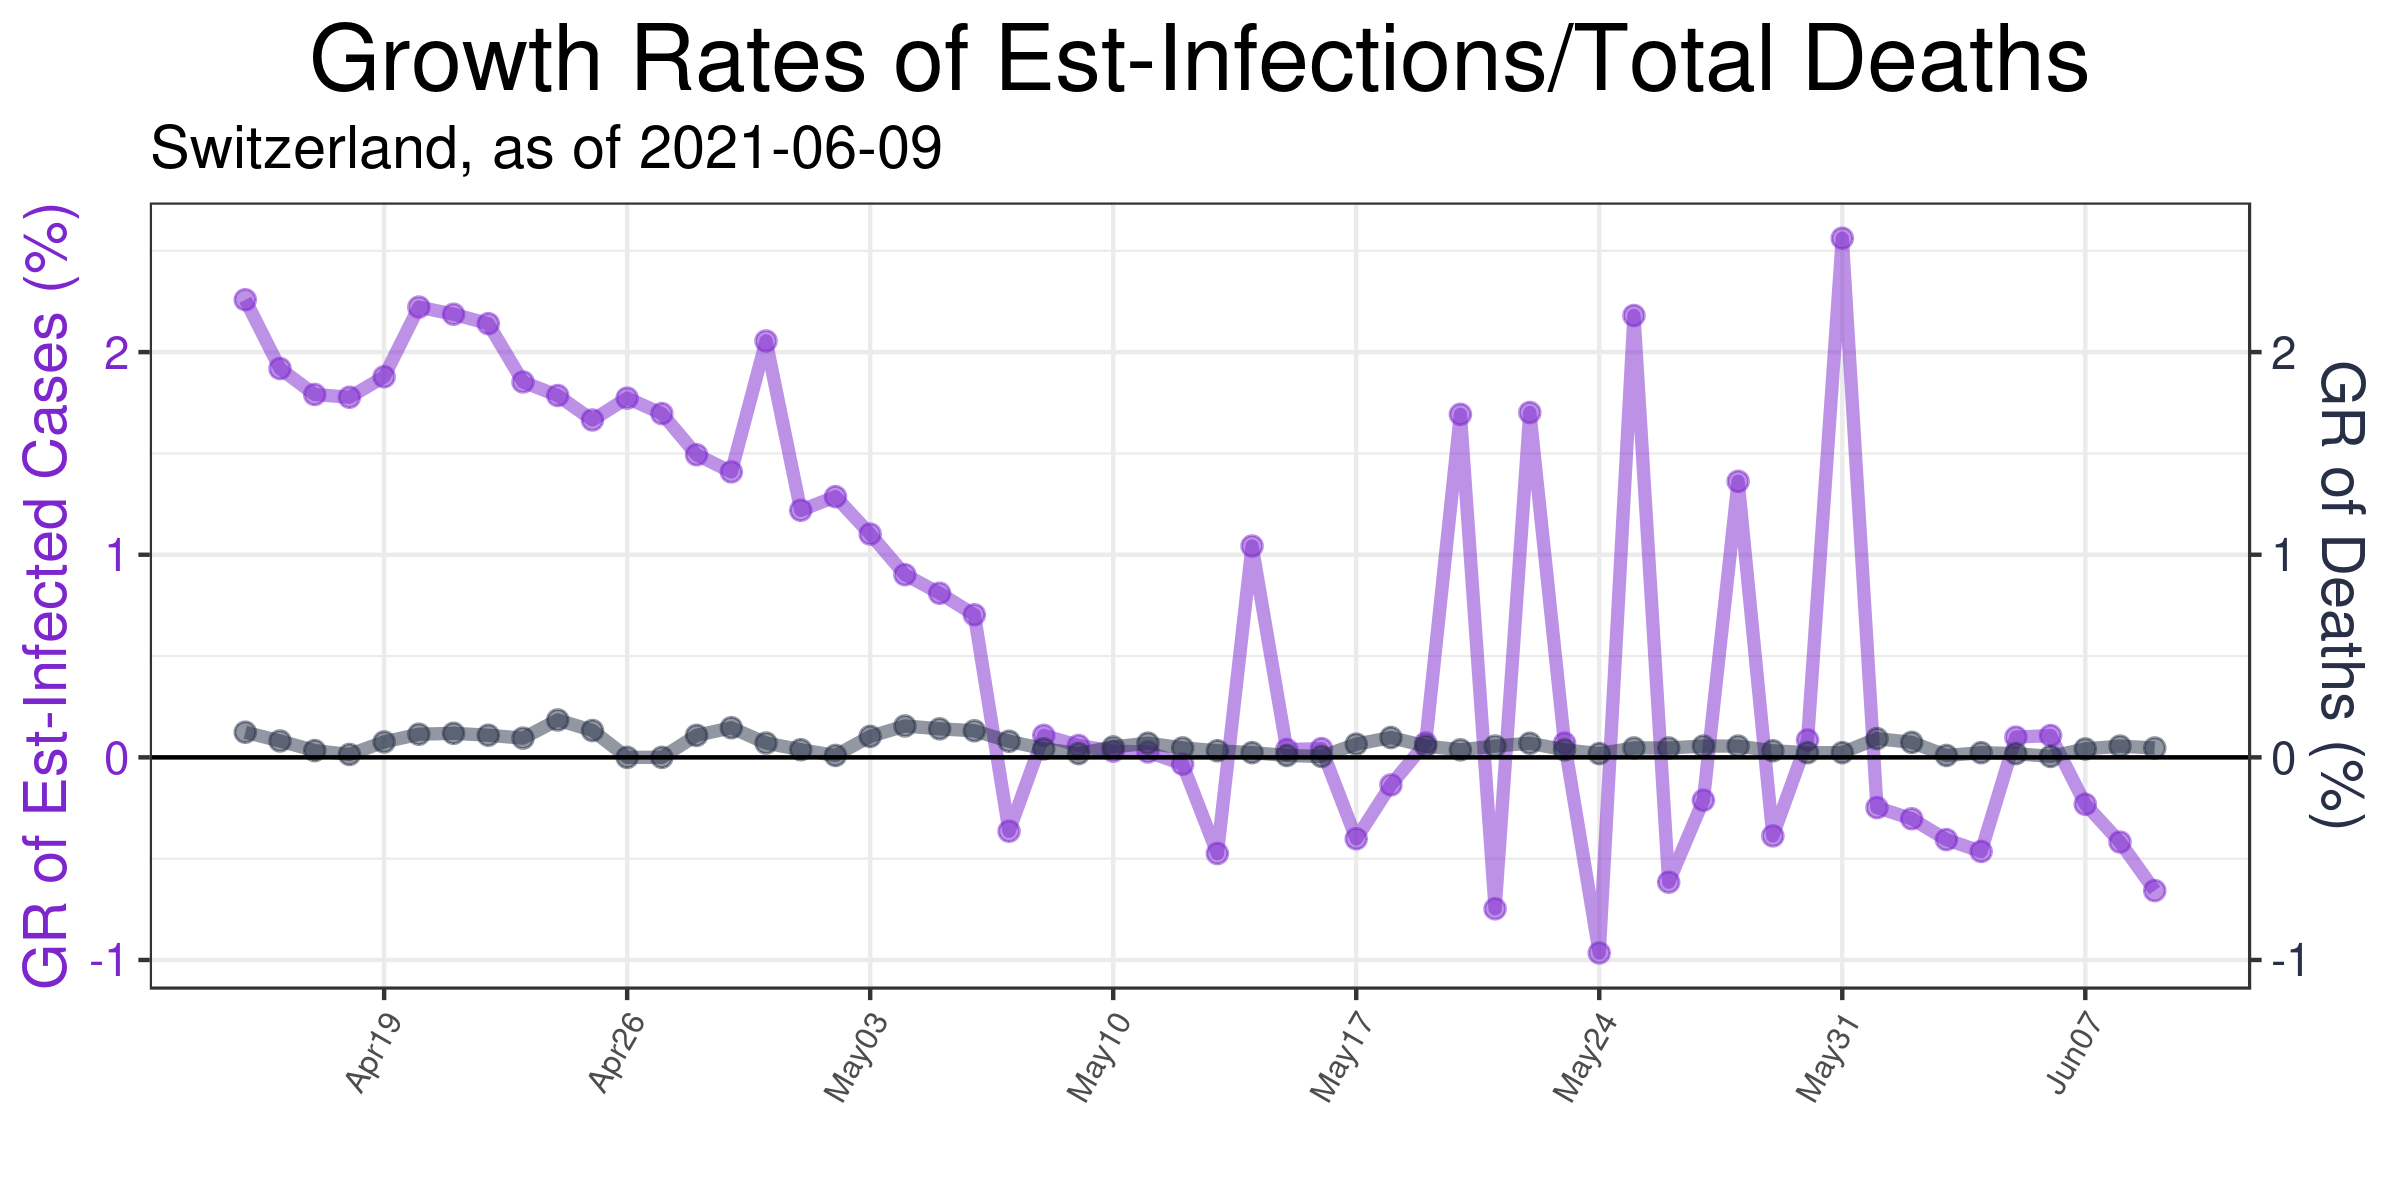 Growth Rates of Est-Infections/Total Deaths
Switzerland, as of 2021-06-09
GR of Est-Infected Cases (%)
2
1
0
-1
2
1
0
-1
GR of Deaths (%)
Apr19
Apr26
May03
May10
May17
May24
May31
Jun07